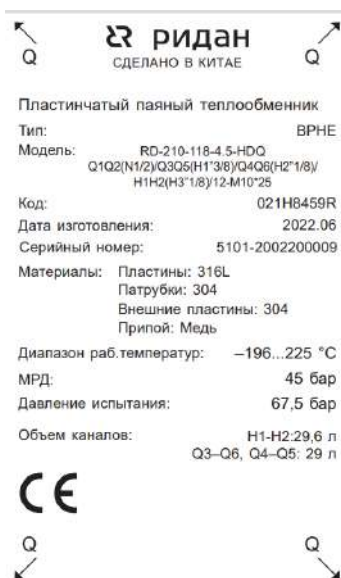 ридан
Q СДЕЛАНО В КИТАЕ Q
Пластинчатый паяный теплообменник
Тип: BPHE
Модель: RD-210-118-4.5-HDQ
Q1Q2(N1/2)/Q3Q5(H1"3/8)/Q4Q6(H2"1/8)/
H1H2(H3"1/8)/12-M10*25
Код: 021H8459R
Дата изготовления: 2022.06
Серийный номер: 5101-2002200009
Материалы: Пластины: 316L
Патрубки: 304
Внешние пластины: 304
Припой: Медь
Диапазон раб.температур: –196...225 °C
МРД: 45 бар
Давление испытания: 67,5 бар
Объем каналов: H1-H2:29,6 л
Q3–Q6, Q4–Q5: 29 л
CE
Q Q